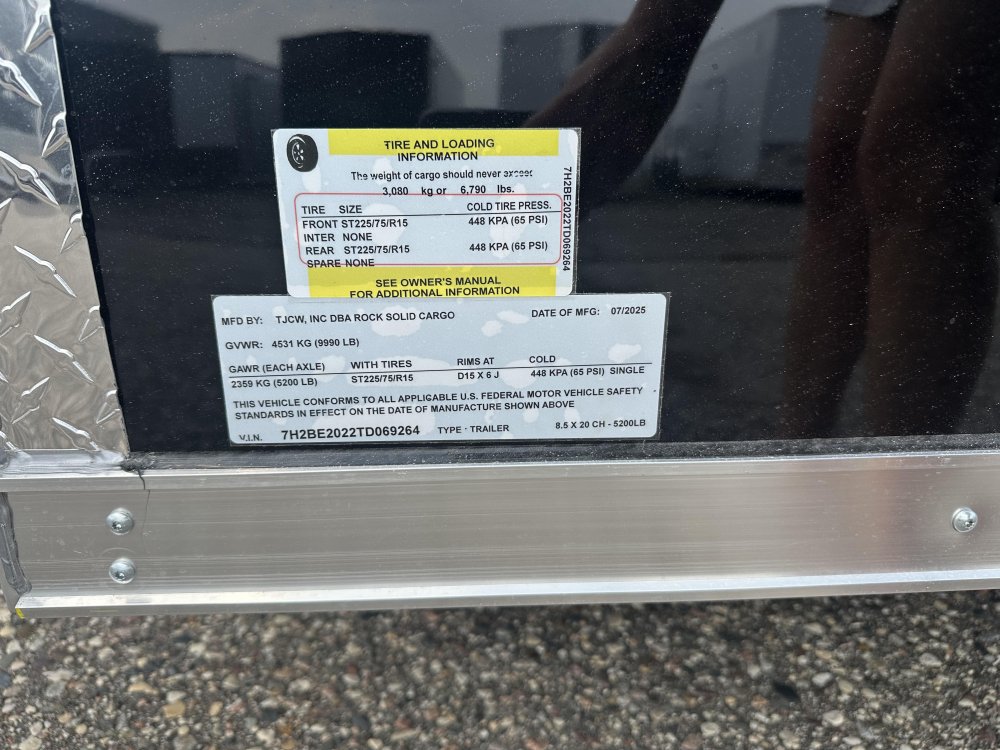 TIRE AND LOADING
INFORMATION
The weight of cargo should never exceed
3,080 kg or 6,790 lbs.
TIRE SIZE COLD TIRE PRESS.
FRONT ST225/75/R15 448 KPA (65 PSI)
INTER NONE
REAR ST225/75/R15 448 KPA (65 PSI)
SPARE NONE
SEE OWNER'S MANUAL
FOR ADDITIONAL INFORMATION
7H2BE2022TD069264
MFD BY: TJCW, INC DBA ROCK SOLID CARGO DATE OF MFG: 07/2025
GVWR: 4531 KG (9990 LB)
GAWR (EACH AXLE) WITH TIRES RIMS AT COLD
2359 KG (5200 LB) ST225/75/R15 D15 X 6 J 448 KPA (65 PSI) SINGLE
THIS VEHICLE CONFORMS TO ALL APPLICABLE U.S. FEDERAL MOTOR VEHICLE SAFETY
STANDARDS IN EFFECT ON THE DATE OF MANUFACTURE SHOWN ABOVE
V.I.N. 7H2BE2022TD069264 TYPE - TRAILER 8.5 X 20 CH - 5200LB